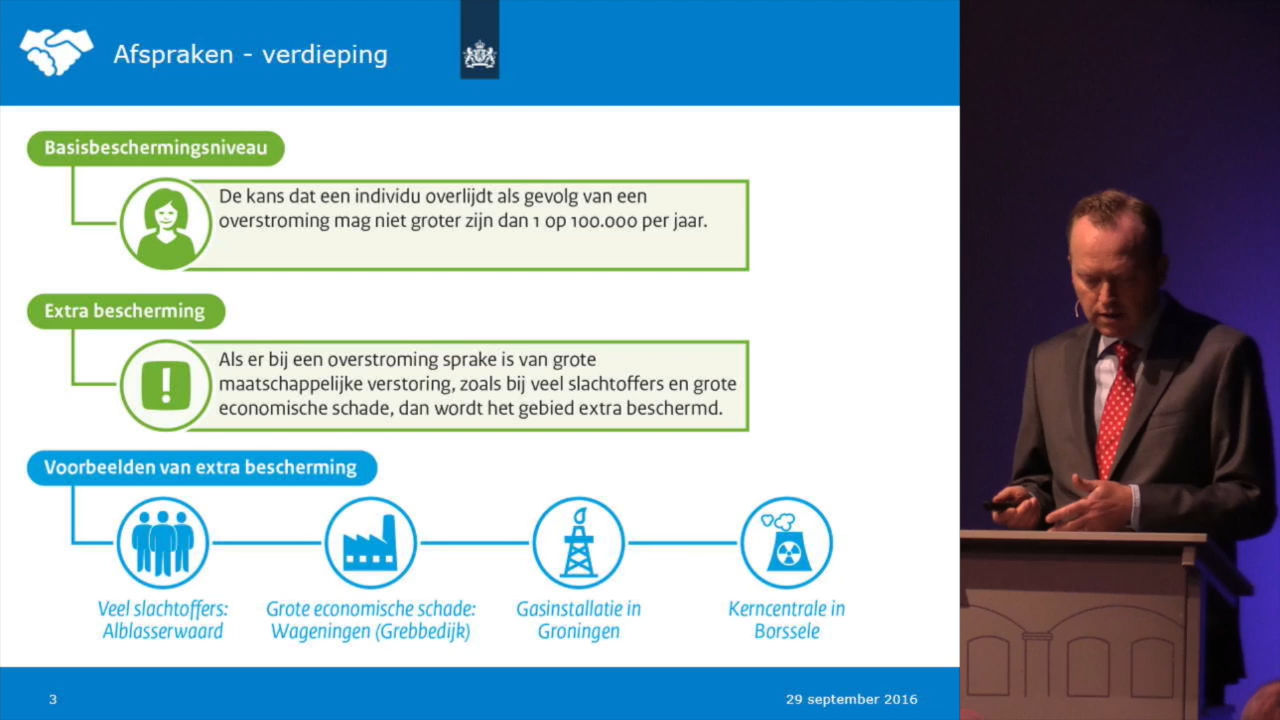 Afspraken - verdieping
Basisbeschermingsniveau
De kans dat een individu overlijdt als gevolg van een
overstroming mag niet groter zijn dan 1 op 100.000 per jaar.
Extra bescherming
Als er bij een overstroming sprake is van grote
maatschappelijke verstoring, zoals bij veel slachtoffers en grote
economische schade, dan wordt het gebied extra beschermd.
Voorbeelden van extra bescherming
Veel slachtoffers:
Alblasserwaard
Grote economische schade:
Wageningen (Grebbedijk)
Gasinstallatie in
Groningen
Kerncentrale in
Borssele
3
29 september 2016